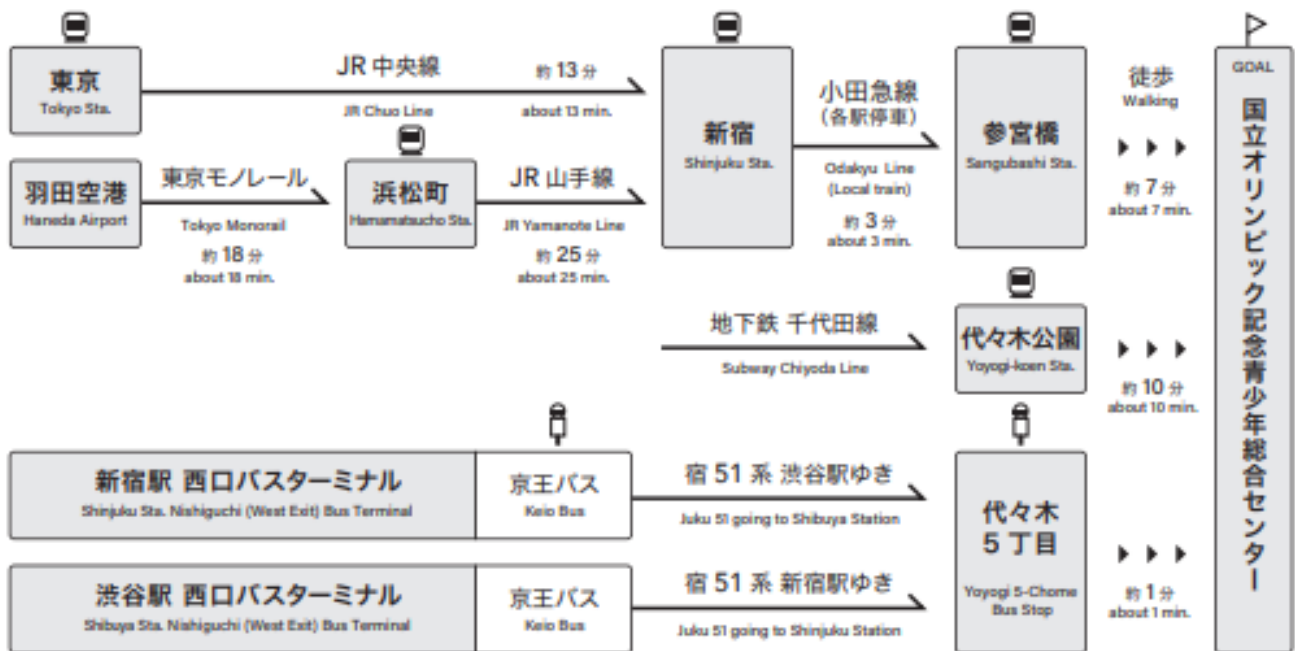 東京
Tokyo Sta.
JR 中央線
JR Chuo Line
約 13 分
about 13 min.
羽田空港
Haneda Airport
東京モノレール
Tokyo Monorail
約 18 分
about 18 min.
浜松町
Hamamatsucho Sta.
JR 山手線
JR Yamanote Line
約 25 分
about 25 min.
新宿
Shinjuku Sta.
小田急線
(各駅停車)
Odakyu Line
(Local train)
約 3 分
about 3 min.
参宮橋
Sangubashi Sta.
徒歩
Walking
約 7 分
about 7 min.
地下鉄 千代田線
Subway Chiyoda Line
代々木公園
Yoyogi-koen Sta.
約 10 分
about 10 min.
新宿駅 西口バスターミナル
Shinjuku Sta. Nishiguchi (West Exit) Bus Terminal
京王バス
Keio Bus
宿 51 系 渋谷駅ゆき
Juku 51 going to Shibuya Station
渋谷駅 西口バスターミナル
Shibuya Sta. Nishiguchi (West Exit) Bus Terminal
京王バス
Keio Bus
宿 51 系 新宿駅ゆき
Juku 51 going to Shinjuku Station
代々木
5 丁目
Yoyogi 5-Chome
Bus Stop
約 1 分
about 1 min.
GOAL
国立オリンピック記念青少年総合センター